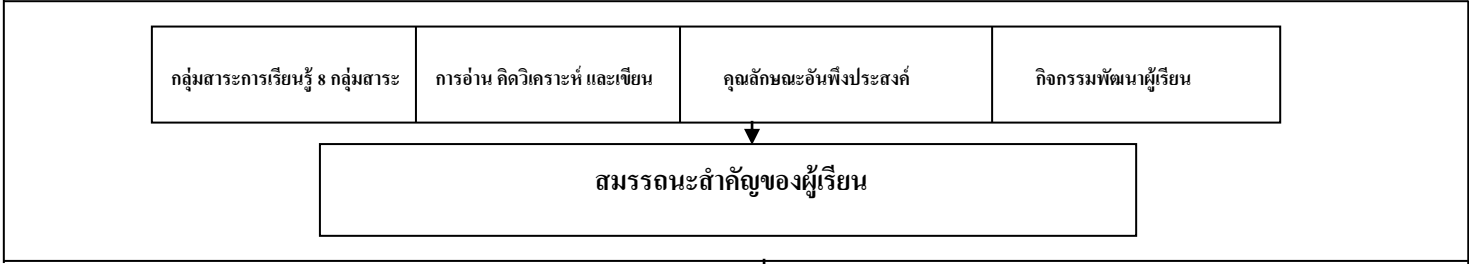 กลุ่มสาระการเรียนรู้ 8 กลุ่มสาระ
การอ่าน คิดวิเคราะห์ และเขียน
คุณลักษณะอันพึงประสงค์
กิจกรรมพัฒนาผู้เรียน
สมรรถนะสำคัญของผู้เรียน